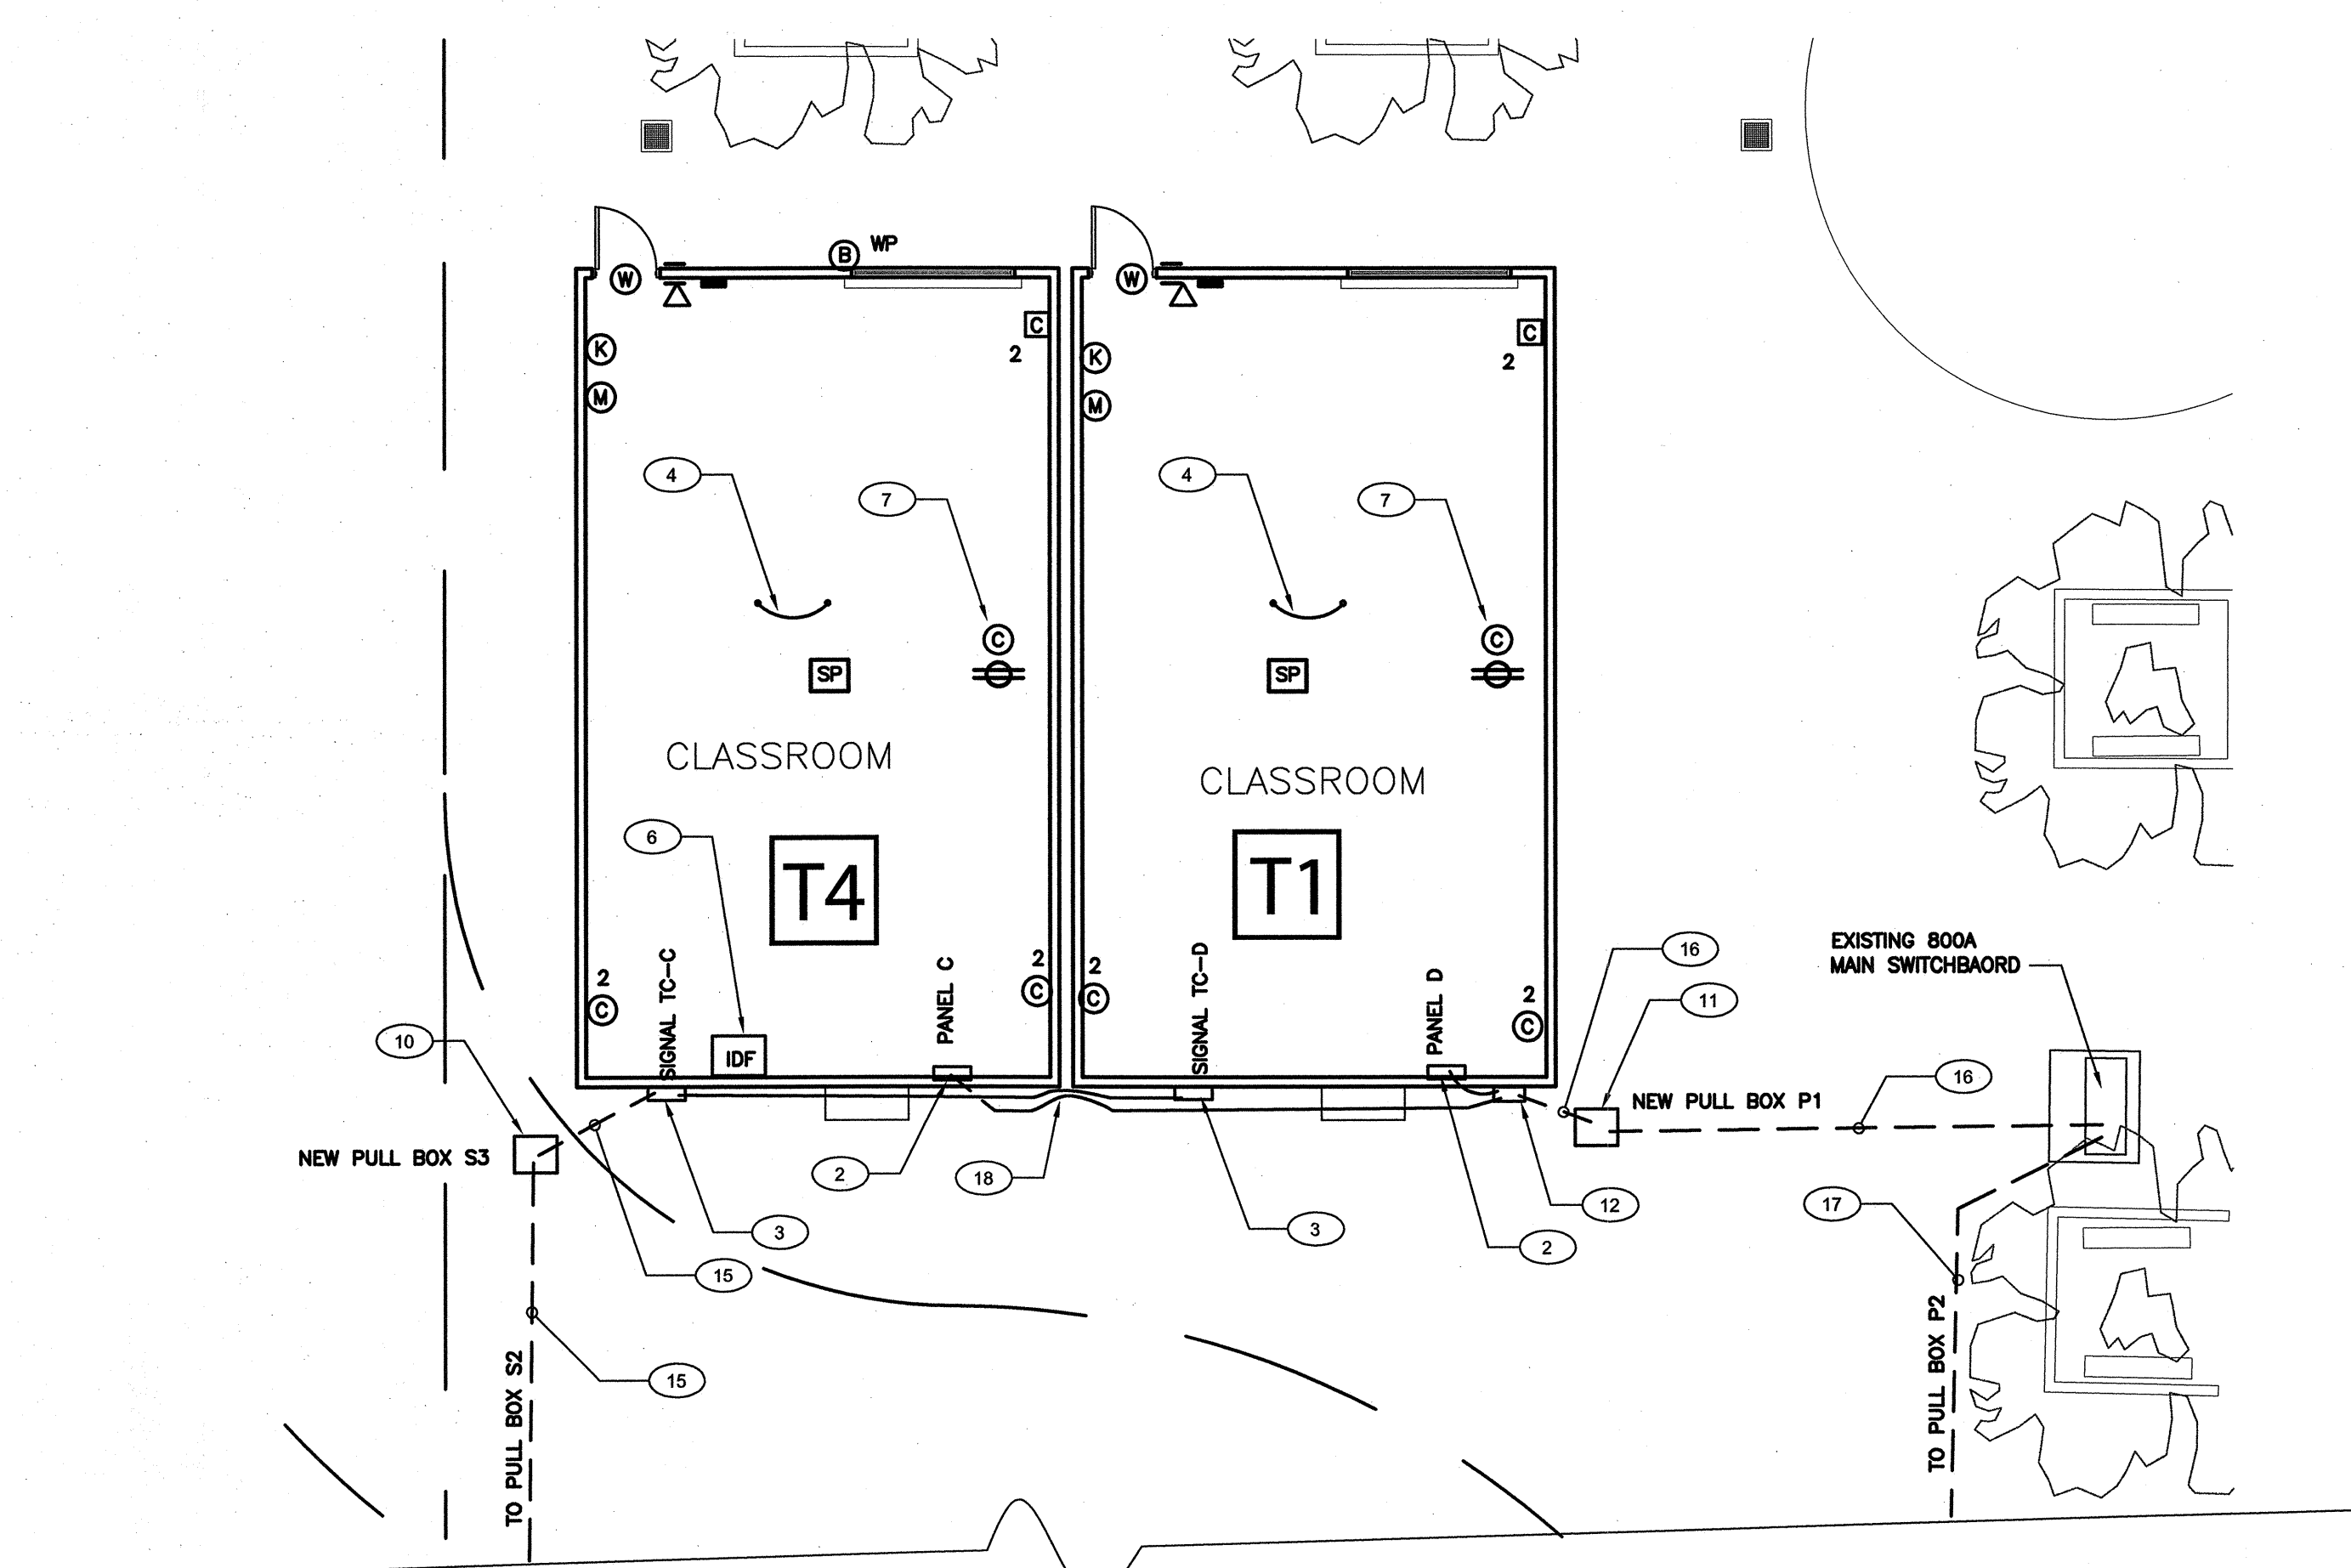 B WP
W
W
K
M
C
2
K
M
C
2
4
7
4
7
C
C
SP
SP
CLASSROOM
CLASSROOM
6
T4
T1
16
EXISTING 800A
MAIN SWITCHBAORD
11
2
C
SIGNAL TC-C
IDF
PANEL C
2
C
2
C
SIGNAL TC-D
PANEL D
2
C
10
16
NEW PULL BOX P1
NEW PULL BOX S3
2
18
12
17
3
3
2
15
15
TO PULL BOX S2
TO PULL BOX P2